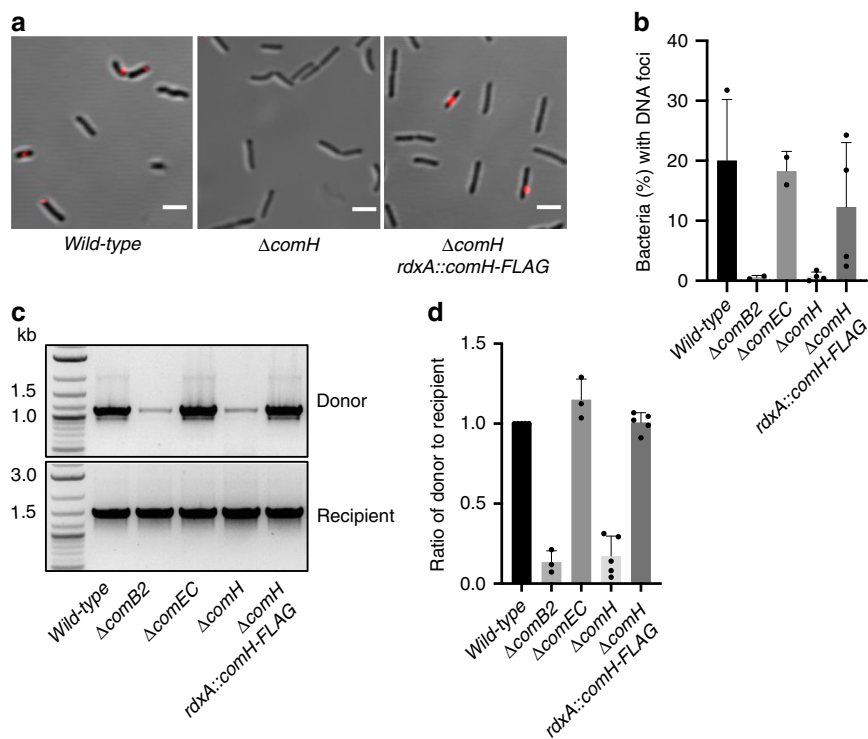 a
Wild-type
ΔcomH
ΔcomH
rdxA::comH-FLAG
b
Bacteria (%) with DNA foci
40
30
20
10
0
Wild-type
ΔcomB2
ΔcomEC
ΔcomH
ΔcomH
rdxA::comH-FLAG
c
kb
1.5
1.0
Donor
3.0
1.5
Recipient
Wild-type
ΔcomB2
ΔcomEC
ΔcomH
ΔcomH
rdxA::comH-FLAG
d
Ratio of donor to recipient
1.5
1.0
0.5
0.0
Wild-type
ΔcomB2
ΔcomEC
ΔcomH
ΔcomH
rdxA::comH-FLAG